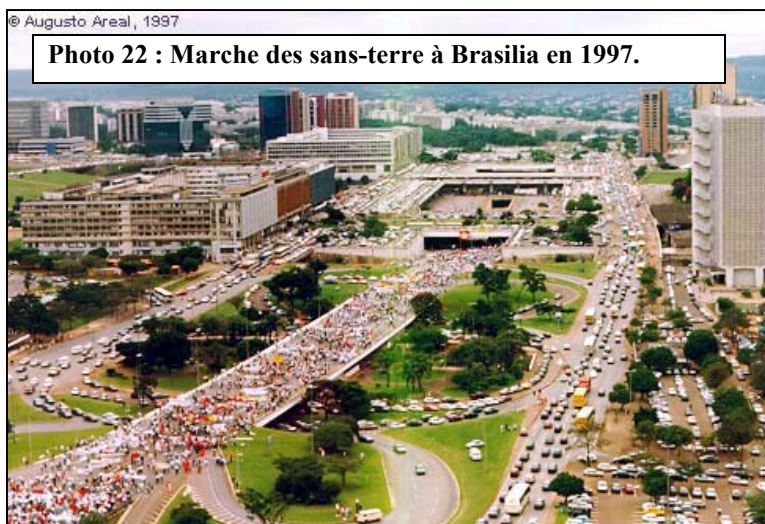 © Augusto Areal, 1997
Photo 22 : Marche des sans-terre à Brasilia en 1997.